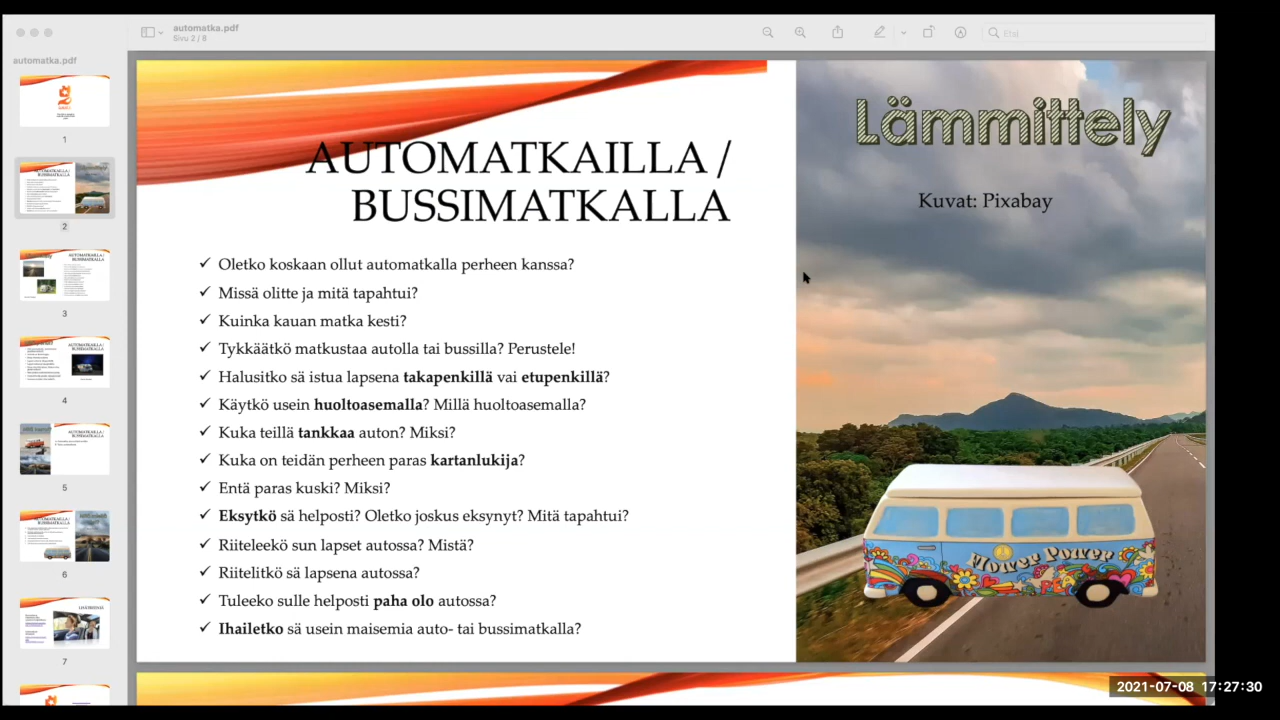 automatka.pdf
Sivu 2 / 8
Etsi
automatka.pdf
1
2
3
4
5
6
7
AUTOMATKAILLA /
BUSSIMATKALLA
✓ Oletko koskaan ollut automatkalla perheen kanssa?
✓ Missä olitte ja mitä tapahtui?
✓ Kuinka kauan matka kesti?
✓ Tykkäätkö matkustaa autolla tai bussilla? Perustele!
✓ Halusitko sä istua lapsena takapenkillä vai etupenkillä?
✓ Käytkö usein huoltoasemalla? Millä huoltoasemalla?
✓ Kuka teillä tankkaa auton? Miksi?
✓ Kuka on teidän perheen paras kartanlukija?
✓ Entä paras kuski? Miksi?
✓ Eksytkö sä helposti? Oletko joskus eksynyt? Mitä tapahtui?
✓ Riiteleekö sun lapset autossa? Mistä?
✓ Riitelitkö sä lapsena autossa?
✓ Tuleeko sulle helposti paha olo autossa?
Ihailetko sä usein maisemia auto- tai bussimatkalla?
Lämmittely
Kuvat: Pixabay
Flower Power
2021-07-08 17:27:30